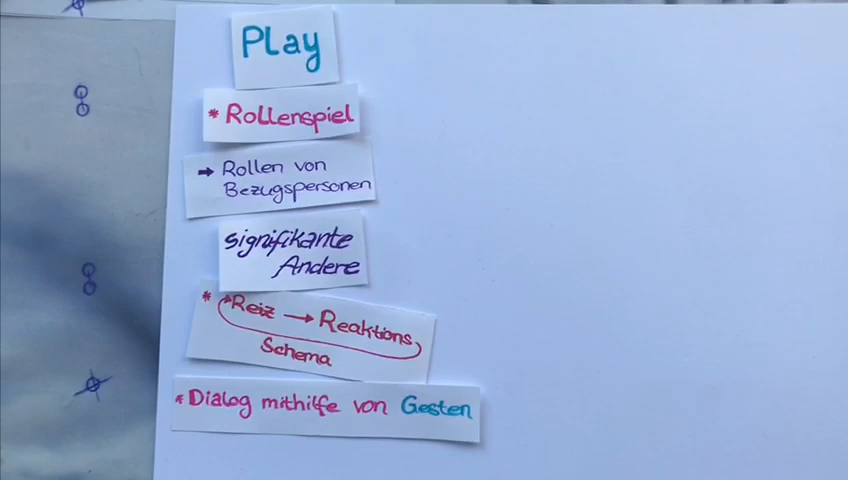 Play
* Rollenspiel
➡ Rollen von
Bezugspersonen
signifikante
Andere
* Reiz → Reaktions
Schema
* Dialog mithilfe von Gesten